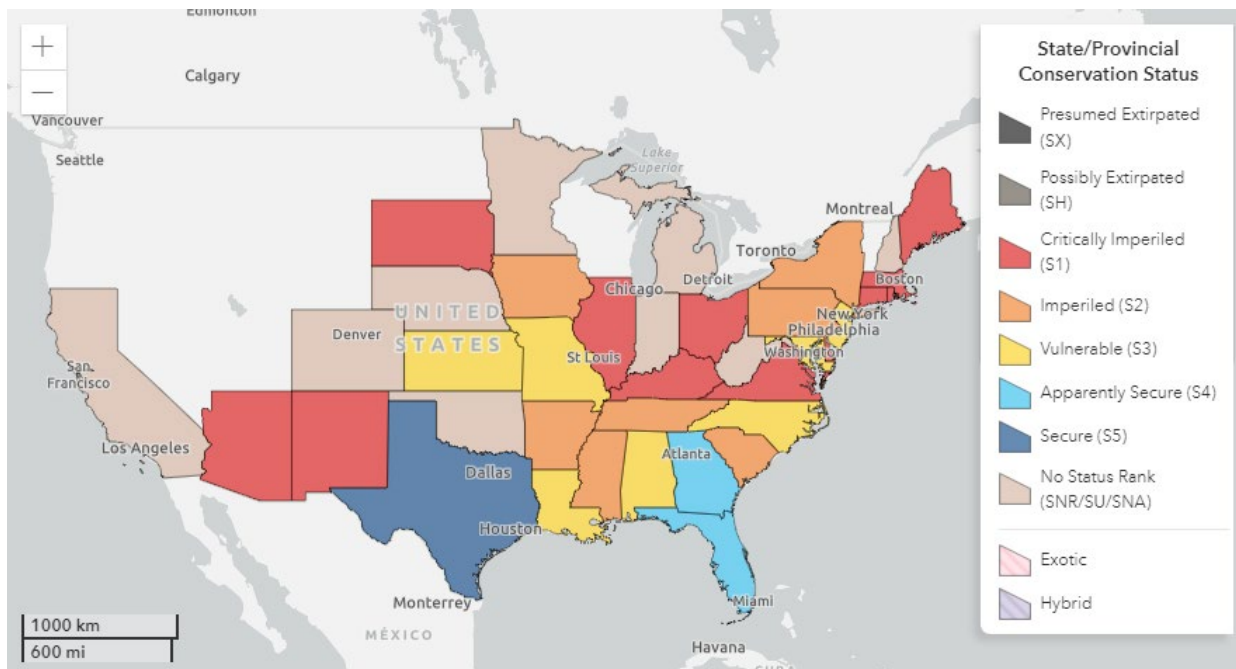 Edmonton
+
Calgary
−
Vancouver
Seattle
Lake
Superior
Montreal
Toronto
Boston
Detroit
Chicago
New York
UNITED
Denver
Philadelphia
STATES
St Louis
Washington
San
Francisco
Los Angeles
Atlanta
Dallas
Houston
Monterrey
Miami
MÉXICO
Havana
1000 km
600 mi
State/Provincial
Conservation Status
Presumed Extirpated
(SX)
Possibly Extirpated
(SH)
Critically Imperiled
(S1)
Imperiled (S2)
Vulnerable (S3)
Apparently Secure (S4)
Secure (S5)
No Status Rank
(SNR/SU/SNA)
Exotic
Hybrid